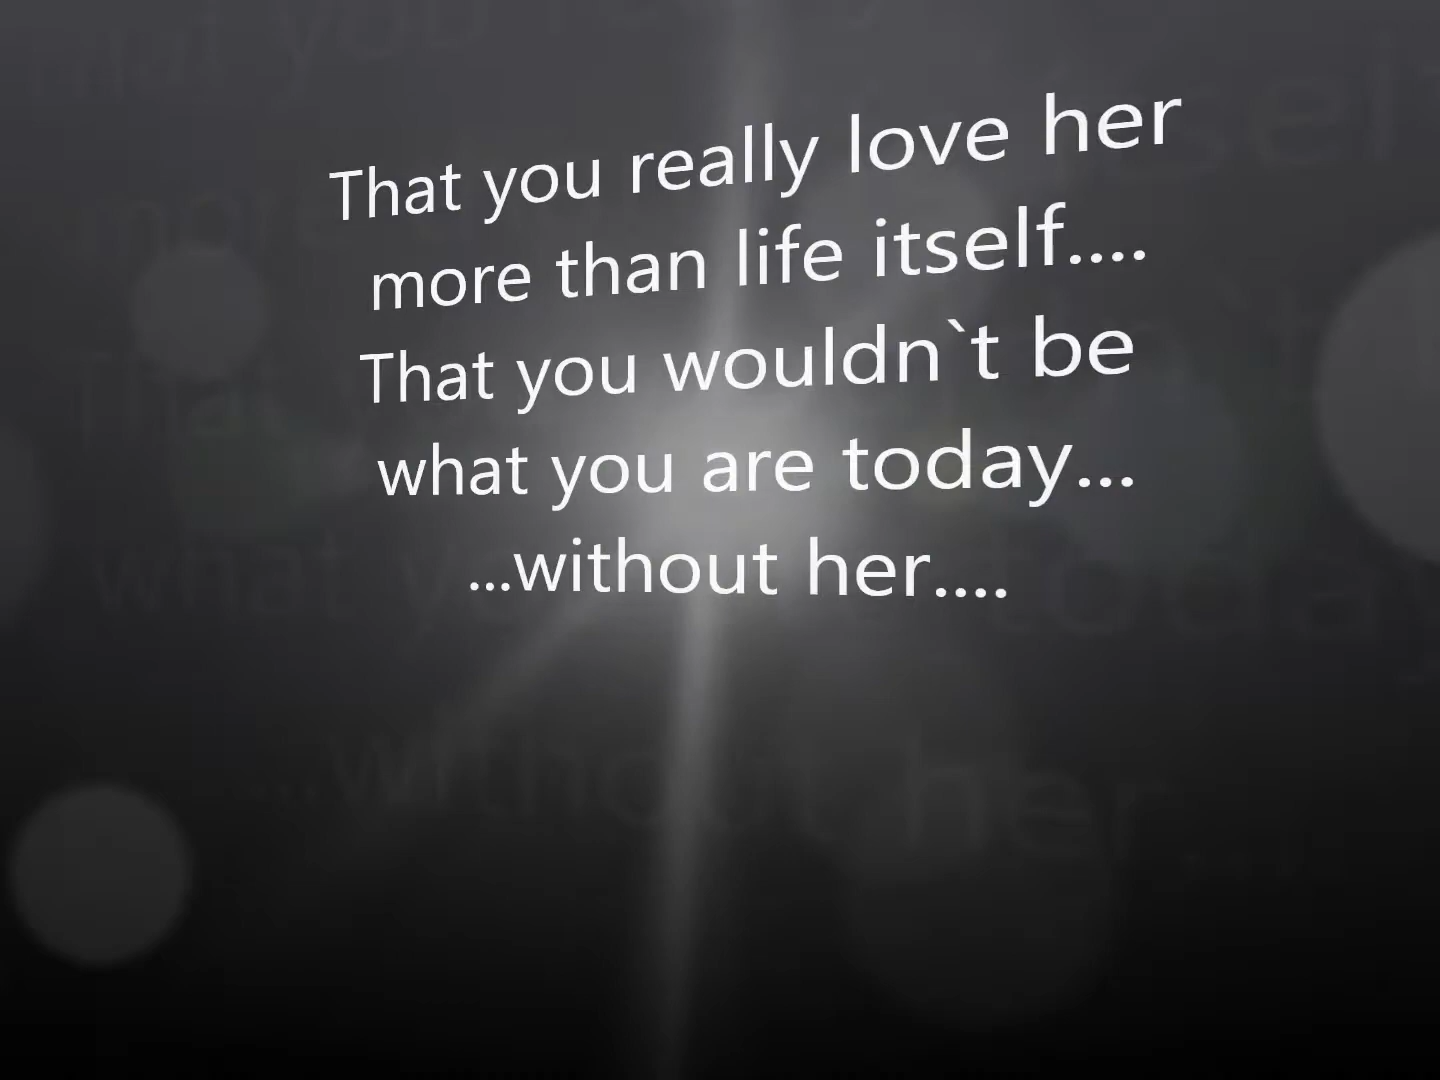 That you really love her
more than life itself....
That you wouldn`t be
what you are today...
...without her....